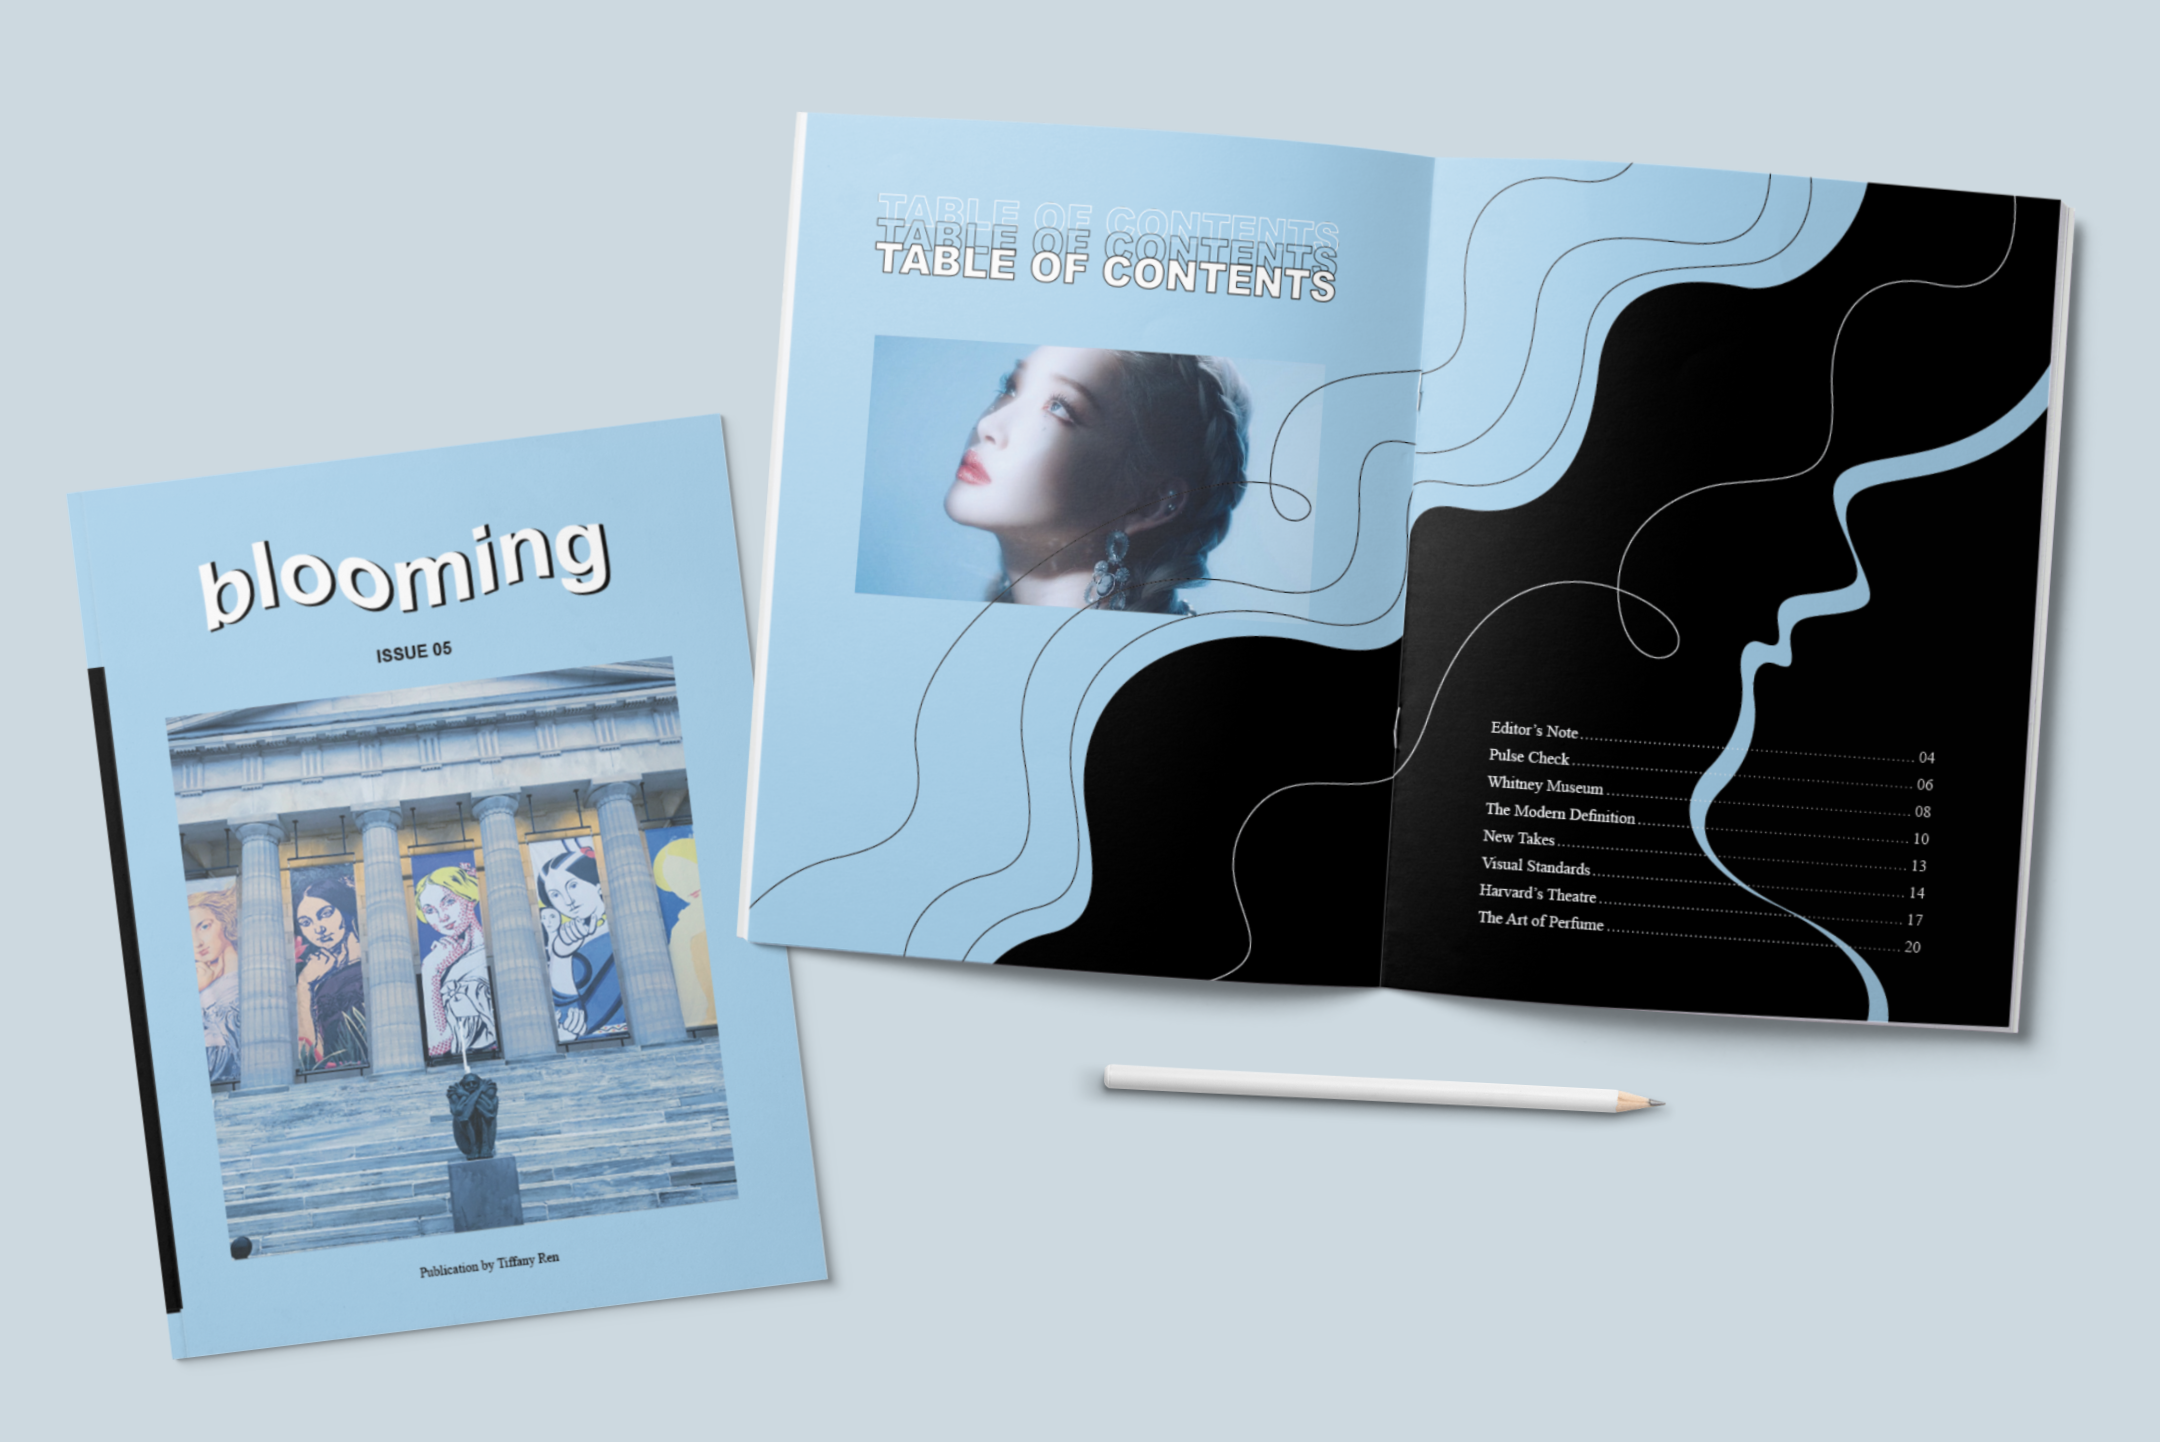 blooming
ISSUE 05
Publication by Tiffany Ren
TABLE OF CONTENTS
TABLE OF CONTENTS
TABLE OF CONTENTS
Editor's Note 04
Pulse Check 06
Whitney Museum 08
The Modern Definition 10
New Takes 13
Visual Standards 14
Harvard's Theatre 17
The Art of Perfume 20